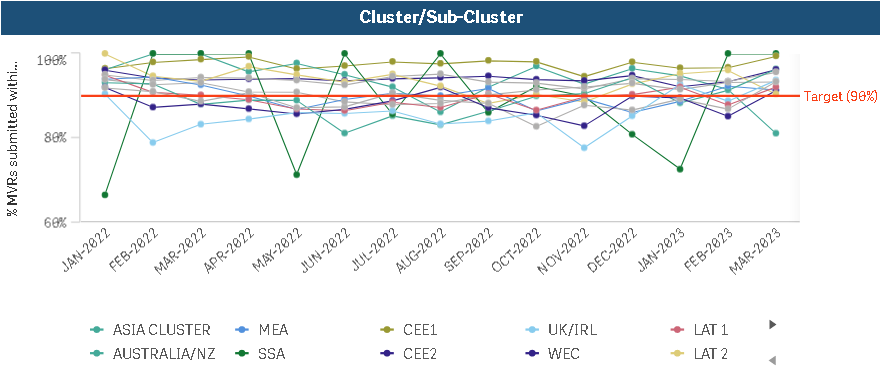 Cluster/Sub-Cluster
100%
80%
60%
% MVRs submitted withi...
Target (90%)
JAN-2022
FEB-2022
MAR-2022
APR-2022
MAY-2022
JUN-2022
JUL-2022
AUG-2022
SEP-2022
OCT-2022
NOV-2022
DEC-2022
JAN-2023
FEB-2023
MAR-2023
ASIA CLUSTER MEA CEE1 UK/IRL LAT 1
AUSTRALIA/NZ SSA CEE2 WEC LAT 2